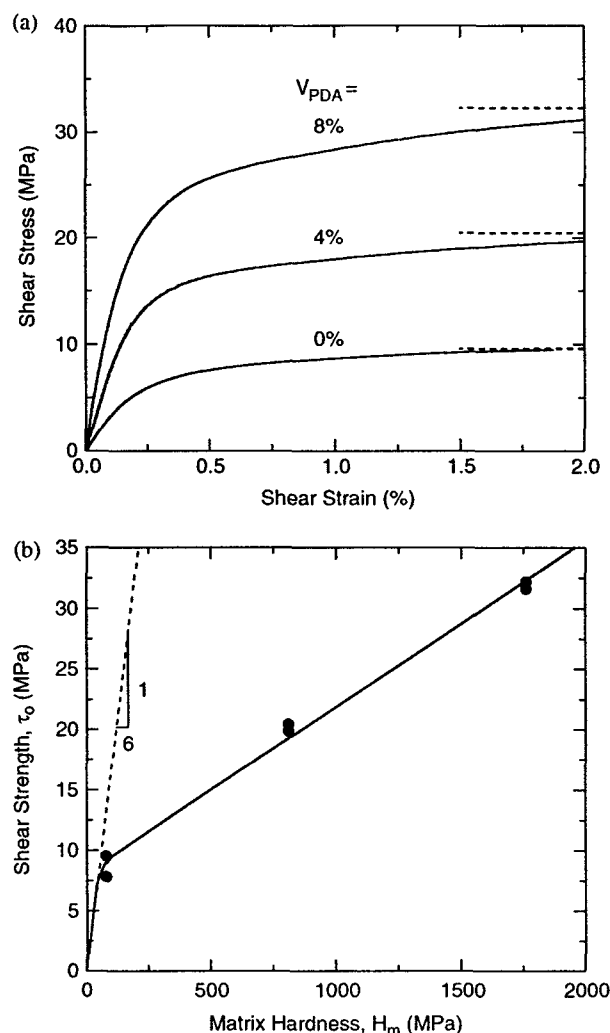 (a)
40
30
20
10
0
Shear Stress (MPa)
V_PDA =
8%
4%
0%
0.0 0.5 1.0 1.5 2.0
Shear Strain (%)
(b)
35
30
25
20
15
10
5
0
Shear Strength, τ_o (MPa)
1
6
0 500 1000 1500 2000
Matrix Hardness, H_m (MPa)